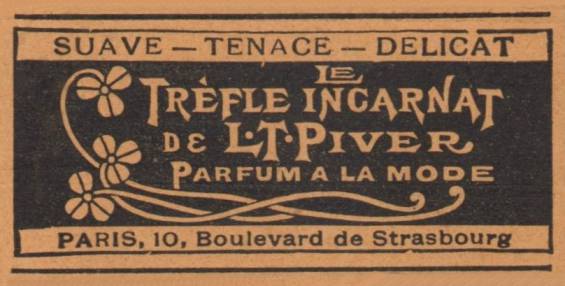 SUAVE — TENACE — DELICAT
LE
TRÈFLE INCARNAT
DE L.T. PIVER
PARFUM A LA MODE
PARIS, 10, Boulevard de Strasbourg